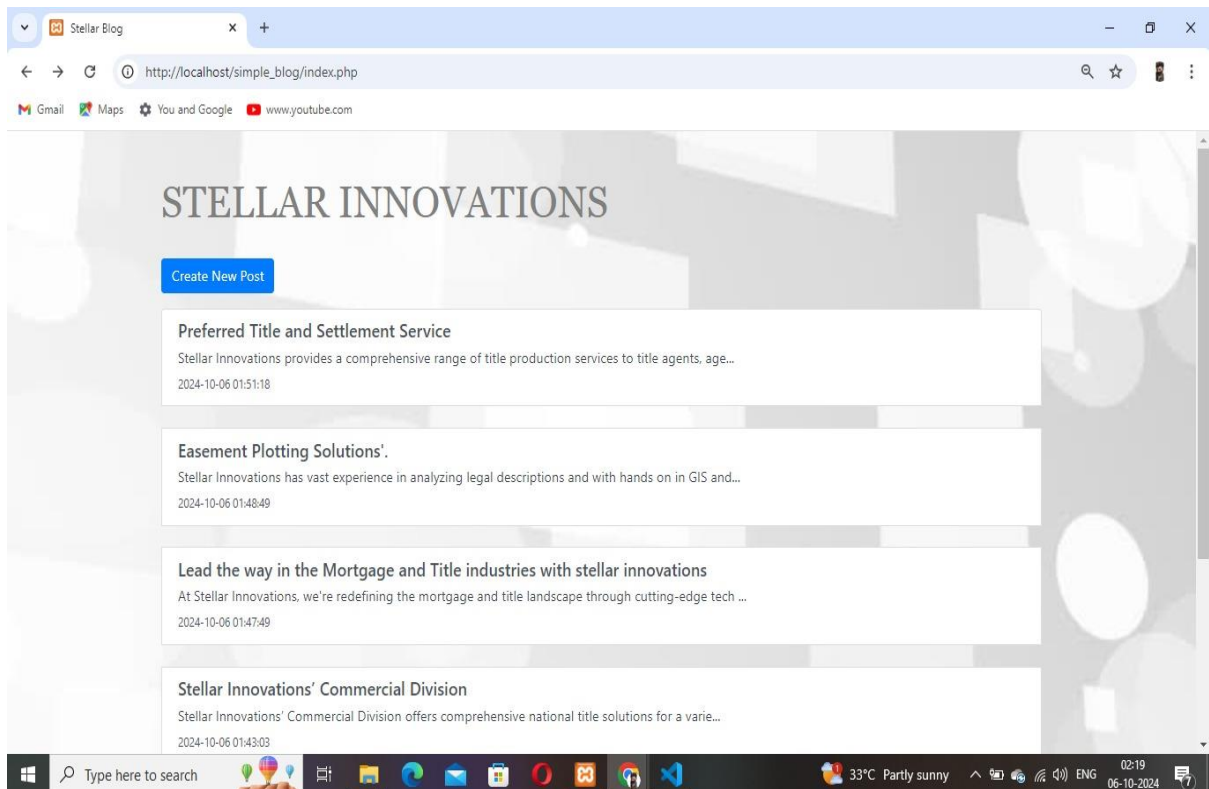 Stellar Blog
http://localhost/simple_blog/index.php
Gmail Maps You and Google www.youtube.com
STELLAR INNOVATIONS
Create New Post
Preferred Title and Settlement Service
Stellar Innovations provides a comprehensive range of title production services to title agents, age...
2024-10-06 01:51:18
Easement Plotting Solutions'.
Stellar Innovations has vast experience in analyzing legal descriptions and with hands on in GIS and...
2024-10-06 01:48:49
Lead the way in the Mortgage and Title industries with stellar innovations
At Stellar Innovations, we're redefining the mortgage and title landscape through cutting-edge tech ...
2024-10-06 01:47:49
Stellar Innovations’ Commercial Division
Stellar Innovations’ Commercial Division offers comprehensive national title solutions for a varie...
2024-10-06 01:43:03
Type here to search 33°C Partly sunny ENG 02:19
06-10-2024 7